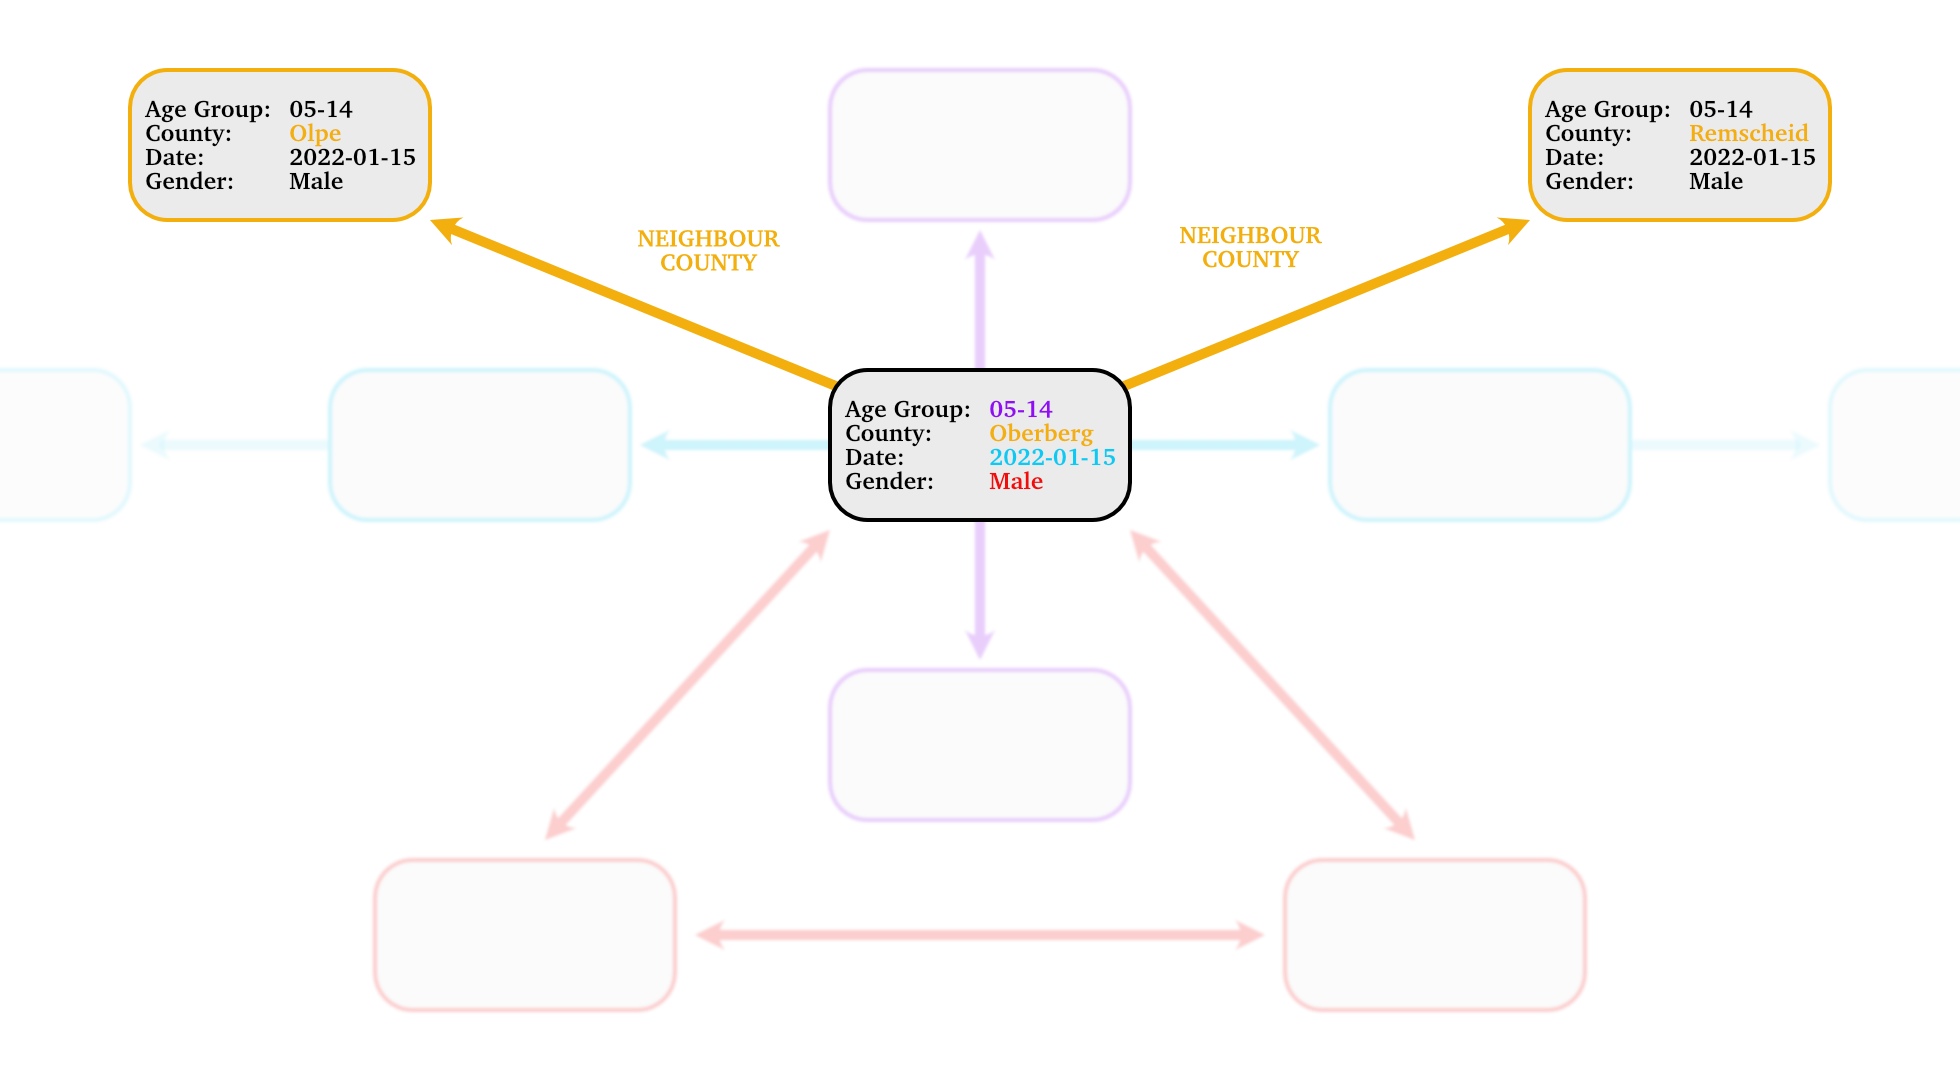 Age Group: 05-14
County: Olpe
Date: 2022-01-15
Gender: Male
Age Group: 05-14
County: Remscheid
Date: 2022-01-15
Gender: Male
NEIGHBOUR
COUNTY
NEIGHBOUR
COUNTY
Age Group: 05-14
County: Oberberg
Date: 2022-01-15
Gender: Male